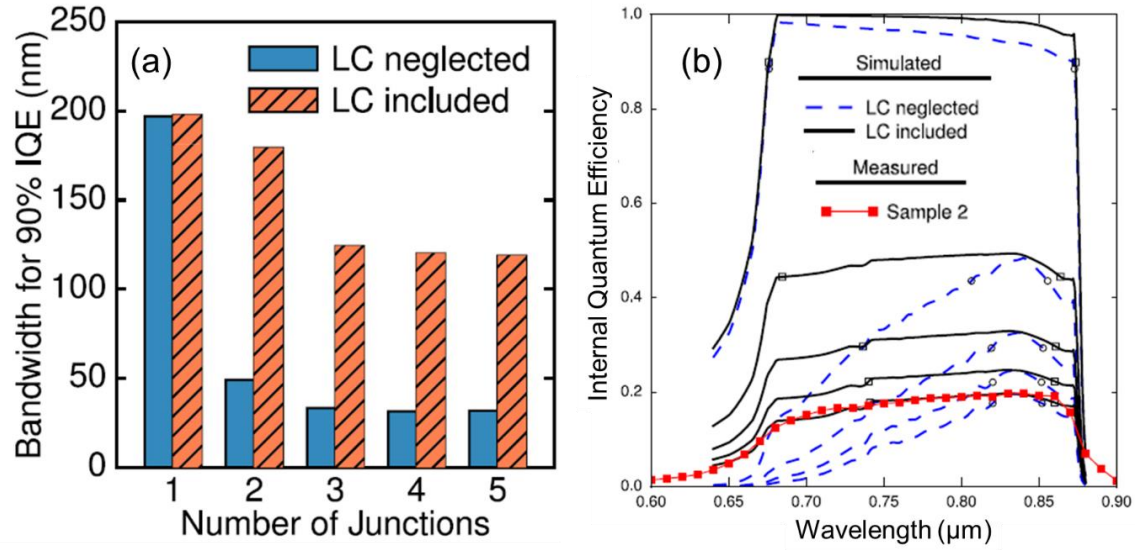 (a)
LC neglected
LC included
Bandwidth for 90% IQE (nm)
250
200
150
100
50
0
1 2 3 4 5
Number of Junctions
(b)
Simulated
LC neglected
LC included
Measured
Sample 2
Internal Quantum Efficiency
1.0
0.8
0.6
0.4
0.2
0.0
0.60 0.65 0.70 0.75 0.80 0.85 0.90
Wavelength (μm)